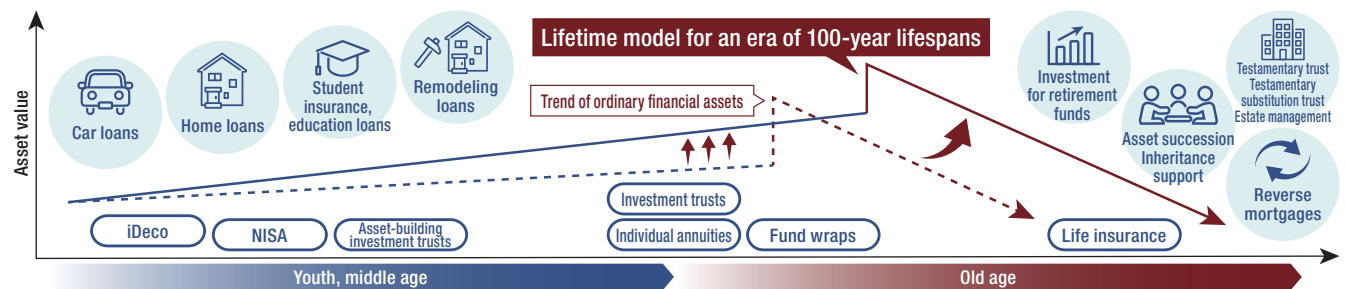 Asset value
Car loans
Home loans
Student
insurance,
education loans
Remodeling
loans
Lifetime model for an era of 100-year lifespans
Trend of ordinary financial assets
Investment
for retirement
funds
Asset succession
Inheritance
support
Testamentary trust
Testamentary
substitution trust
Estate management
Reverse
mortgages
iDeco
NISA
Asset-building
investment trusts
Investment trusts
Individual annuities
Fund wraps
Life insurance
Youth, middle age
Old age